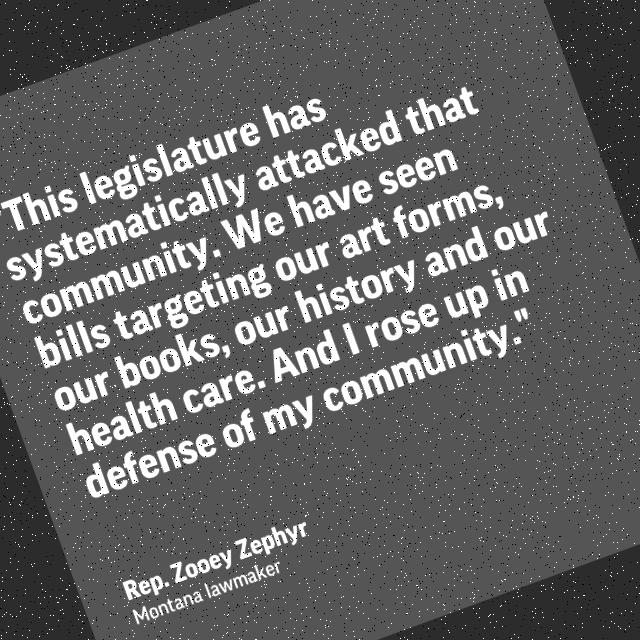 "This legislature has
systematically attacked that
community. We have seen
bills targeting our art forms,
our books, our history and our
health care. And I rose up in
defense of my community."
Rep. Zooey Zephyr
Montana lawmaker